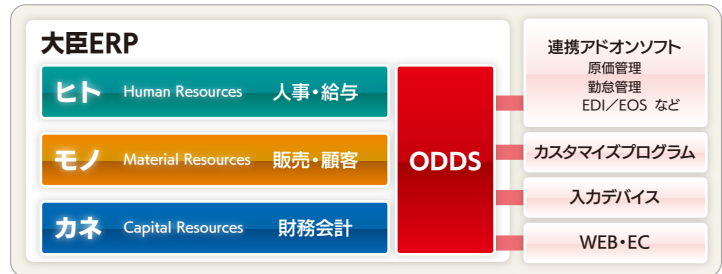 大臣ERP
ヒト Human Resources 人事・給与
モノ Material Resources 販売・顧客
カネ Capital Resources 財務会計
ODDS
連携アドオンソフト
原価管理
勤怠管理
EDI／EOS など
カスタマイズプログラム
入力デバイス
WEB・EC